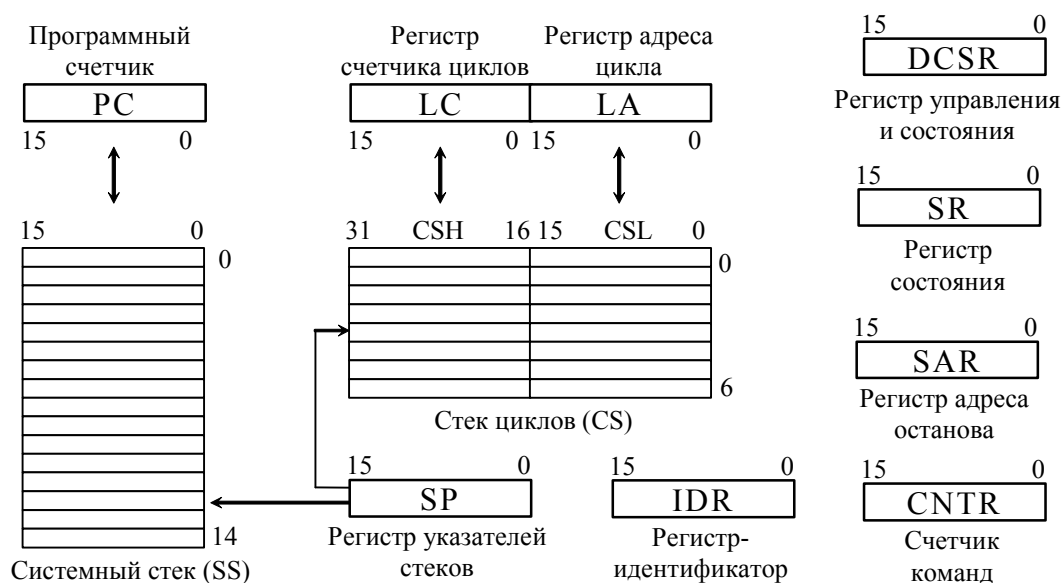 Программный
счетчик
PC
15 0
15 0
0
14
Системный стек (SS)
Регистр
счетчика циклов
Регистр адреса
цикла
LC LA
15 0 15 0
31 CSH 16 15 CSL 0
0
6
Стек циклов (CS)
15 0
SP
Регистр указателей
стеков
15 0
IDR
Регистр-
идентификатор
15 0
DCSR
Регистр управления
и состояния
15 0
SR
Регистр
состояния
15 0
SAR
Регистр адреса
останова
15 0
CNTR
Счетчик
команд